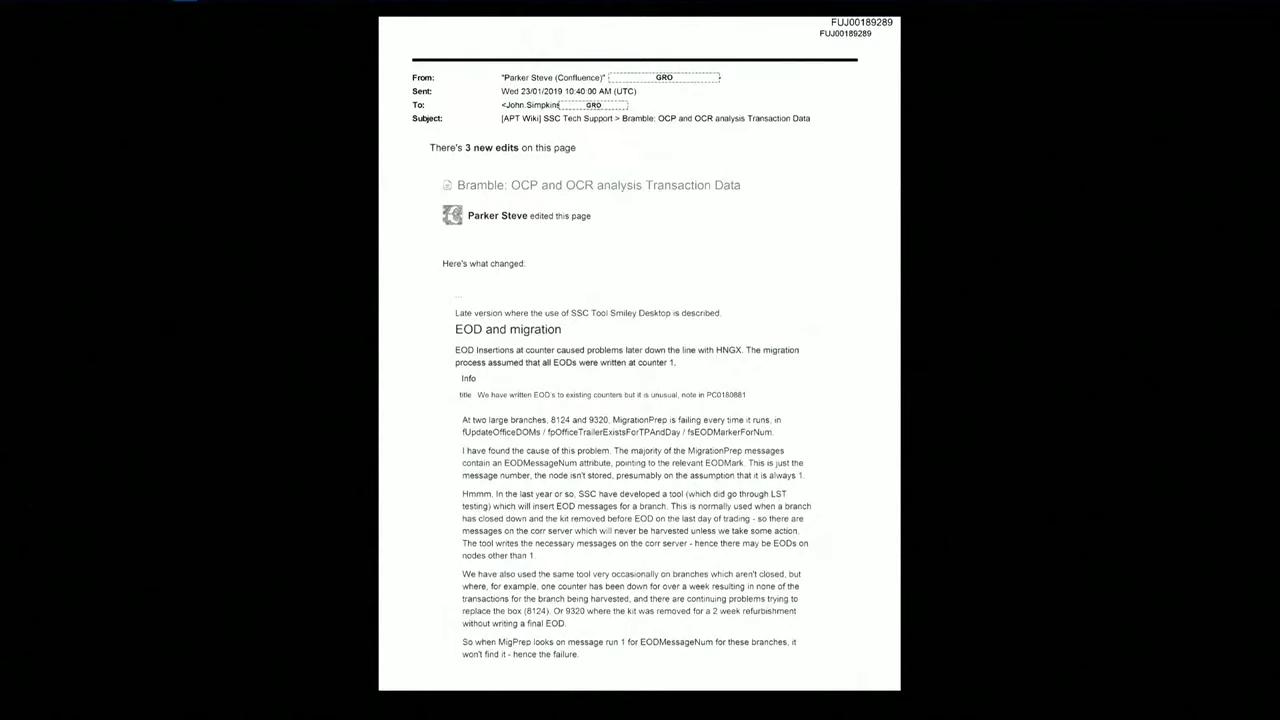 FUJ00189289
FUJ00189289
From: "Parker Steve (Confluence)" GRO
Sent: Wed 23/01/2019 10:40:00 AM (UTC)
To: <John.Simpkins GRO
Subject: [APT Wiki] SSC Tech Support > Bramble: OCP and OCR analysis Transaction Data
There's 3 new edits on this page
Bramble: OCP and OCR analysis Transaction Data
Parker Steve edited this page
Here's what changed:
...
Late version where the use of SSC Tool Smiley Desktop is described.
EOD and migration
EOD Insertions at counter caused problems later down the line with HNGX. The migration
process assumed that all EODs were written at counter 1.
Info
title We have written EOD's to existing counters but it is unusual, note in PC0180881
At two large branches, 8124 and 9320, MigrationPrep is failing every time it runs, in
fUpdateOfficeDOMs / fpOfficeTrailerExistsForTPAndDay / fsEODMarkerForNum.
I have found the cause of this problem. The majority of the MigrationPrep messages
contain an EODMessageNum attribute, pointing to the relevant EODMark. This is just the
message number, the node isn't stored, presumably on the assumption that it is always 1.
Hmmm. In the last year or so, SSC have developed a tool (which did go through LST
testing) which will insert EOD messages for a branch. This is normally used when a branch
has closed down and the kit removed before EOD on the last day of trading - so there are
messages on the corr server which will never be harvested unless we take some action.
The tool writes the necessary messages on the corr server - hence there may be EODs on
nodes other than 1.
We have also used the same tool very occasionally on branches which aren't closed, but
where, for example, one counter has been down for over a week resulting in none of the
transactions for the branch being harvested, and there are continuing problems trying to
replace the box (8124). Or 9320 where the kit was removed for a 2 week refurbishment
without writing a final EOD.
So when MigPrep looks on message run 1 for EODMessageNum for these branches, it
won't find it - hence the failure.